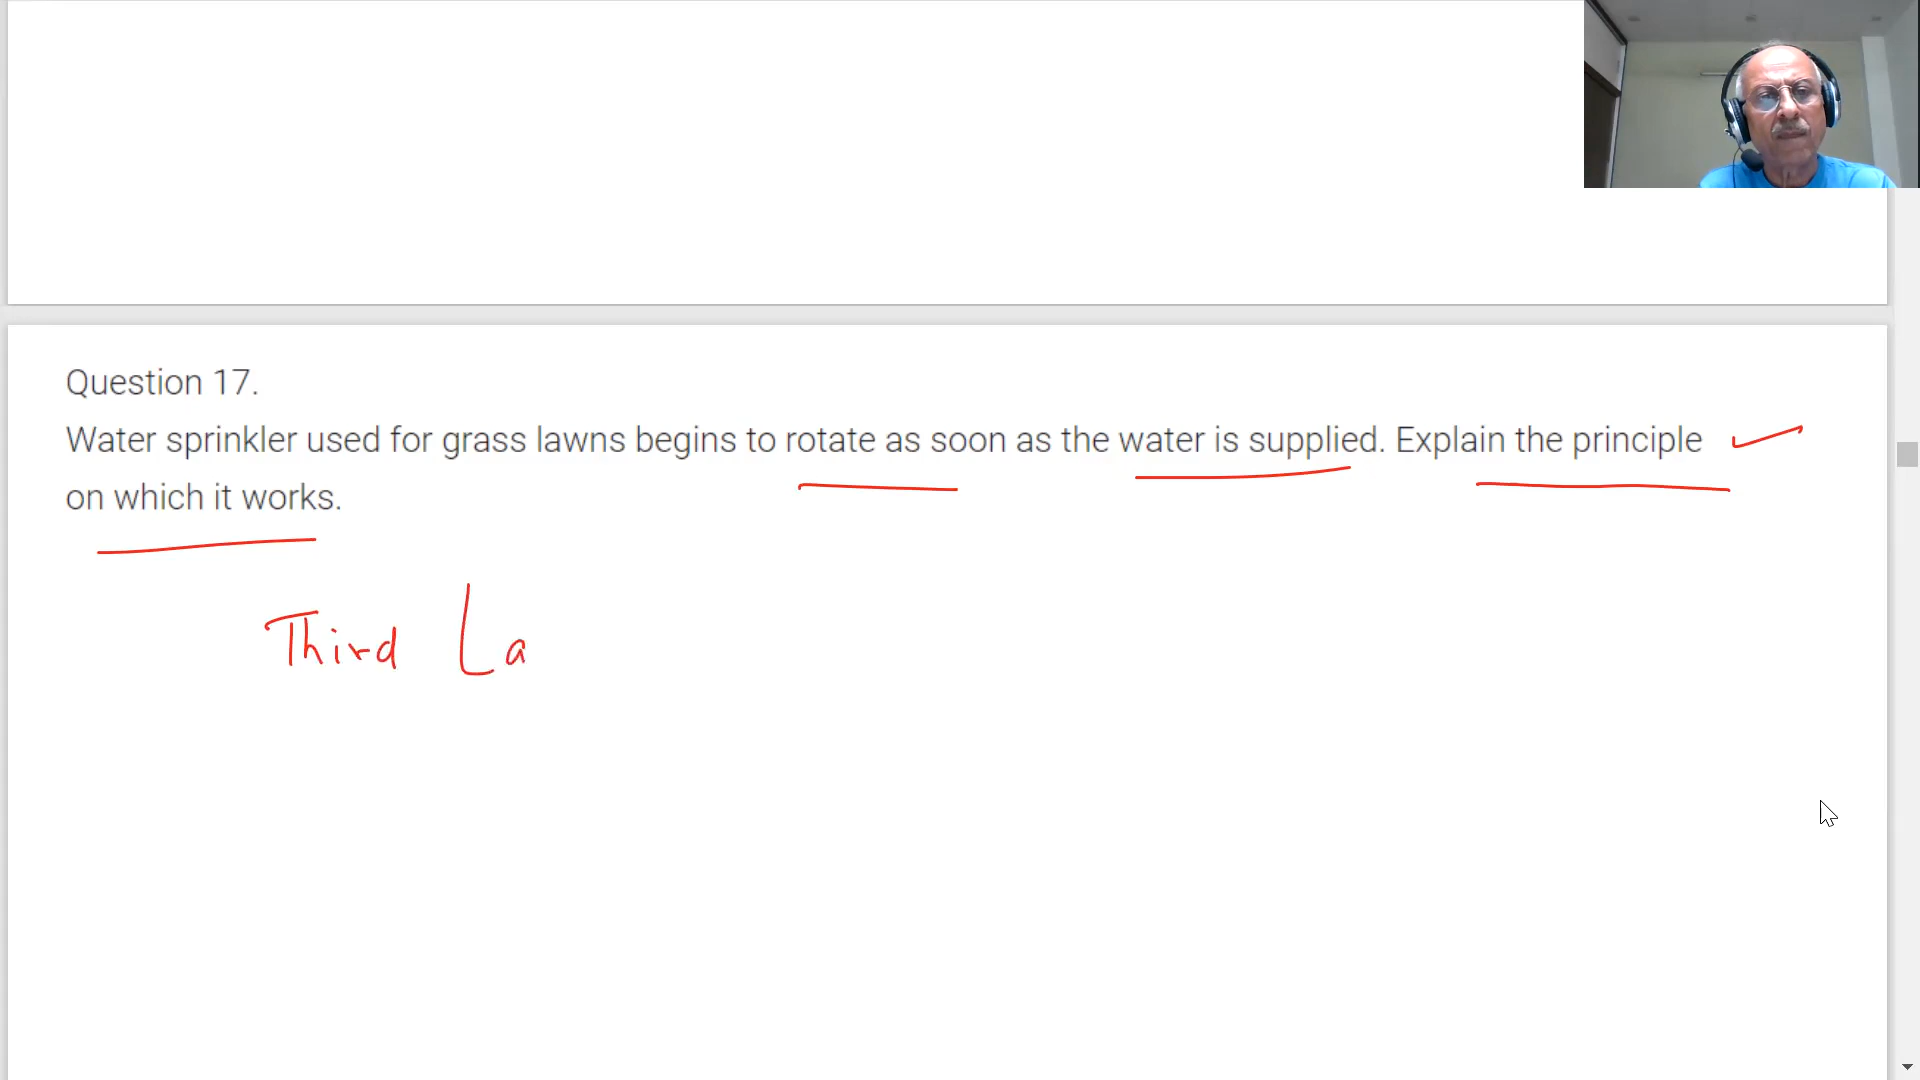 Question 17.
Water sprinkler used for grass lawns begins to rotate as soon as the water is supplied. Explain the principle
on which it works.
Third La